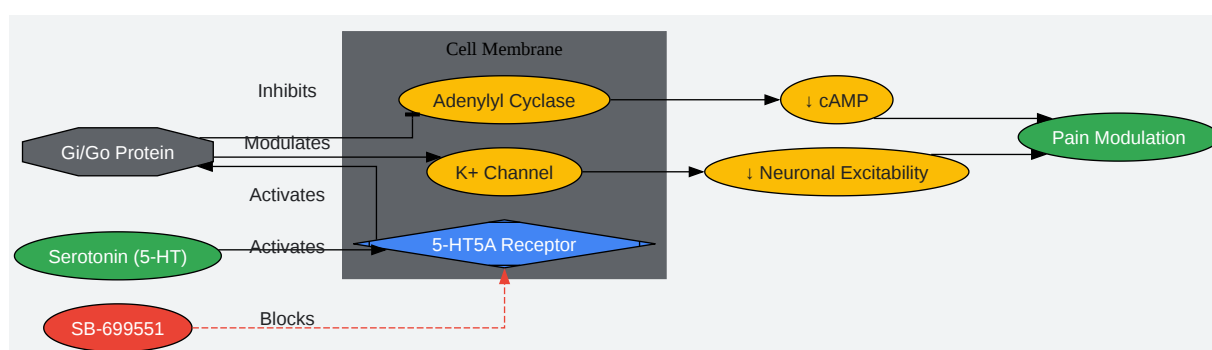 Cell Membrane
Inhibits
Adenylyl Cyclase
↓ cAMP
Gi/Go Protein
Modulates
K+ Channel
↓ Neuronal Excitability
Pain Modulation
Activates
Serotonin (5-HT)
Activates
5-HT5A Receptor
SB-699551
Blocks